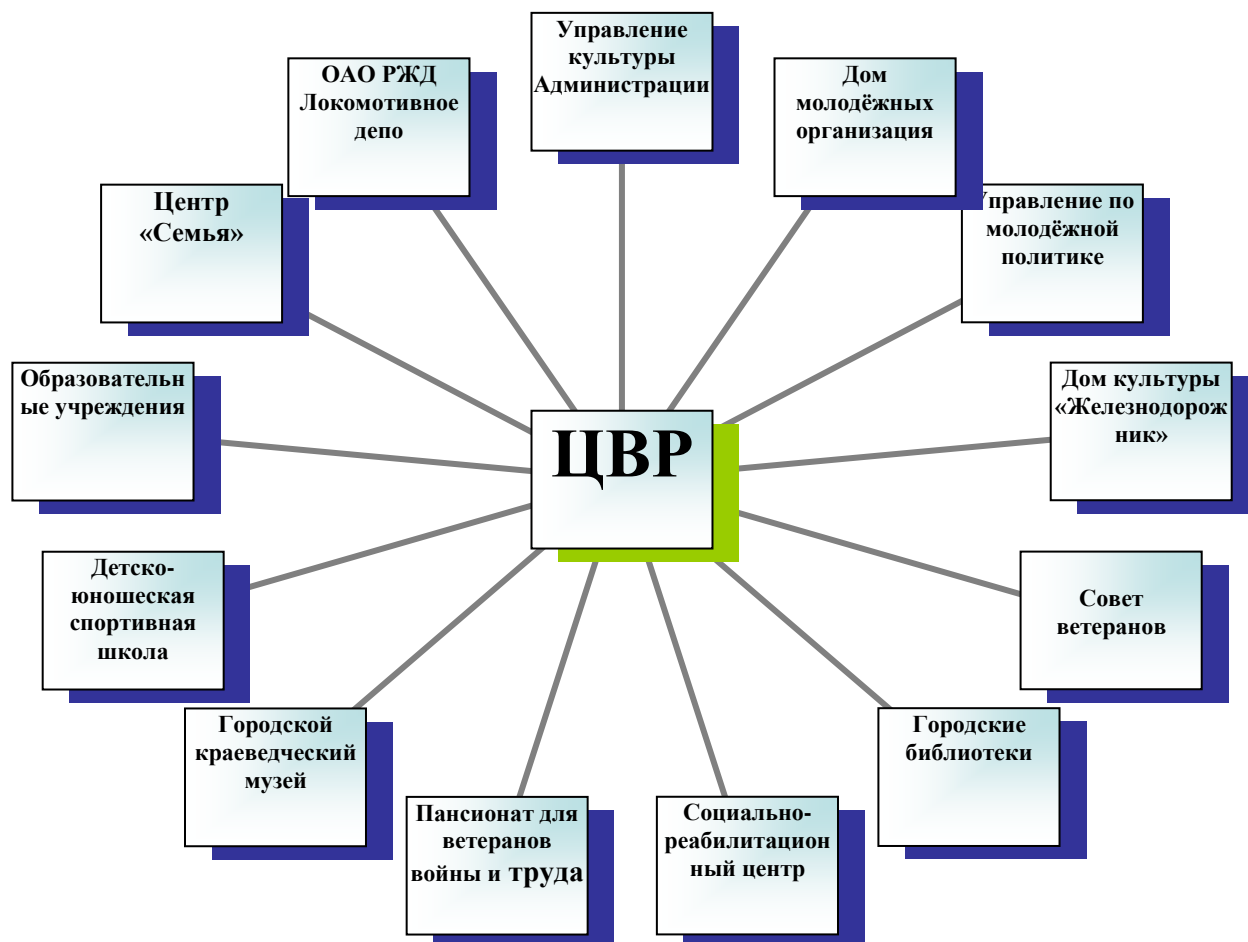 Управление
культуры
Администрации
ОАО РЖД
Локомотивное
депо
Дом
молодёжных
организация
Центр
«Семья»
Управление по
молодёжной
политике
Образовательн
ые учреждения
Дом культуры
«Железнодорож
ник»
ЦВР
Детско-
юношеская
спортивная
школа
Совет
ветеранов
Городской
краеведческий
музей
Городские
библиотеки
Пансионат для
ветеранов
войны и труда
Социально-
реабилитацион
ный центр